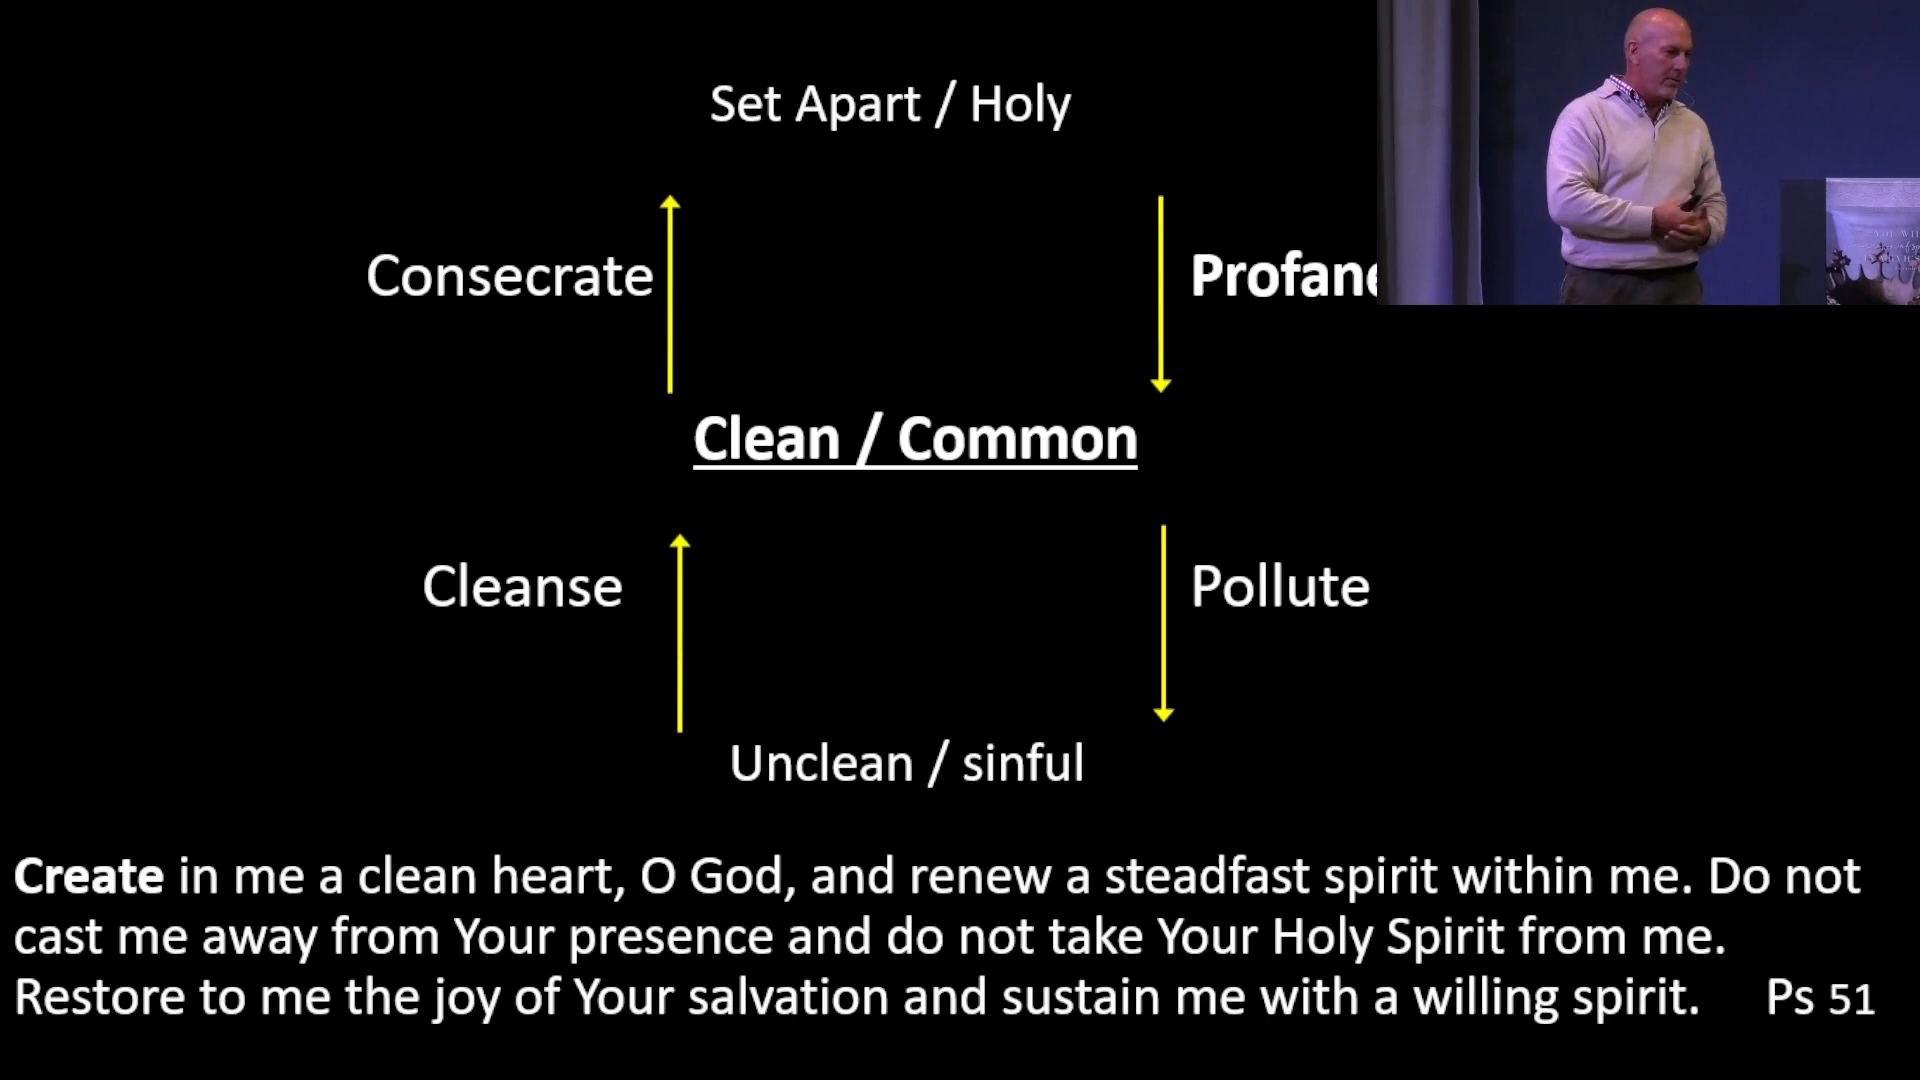 Set Apart / Holy
Consecrate
Profane
Clean / Common
Cleanse
Pollute
Unclean / sinful
Create in me a clean heart, O God, and renew a steadfast spirit within me. Do not
cast me away from Your presence and do not take Your Holy Spirit from me.
Restore to me the joy of Your salvation and sustain me with a willing spirit. Ps 51